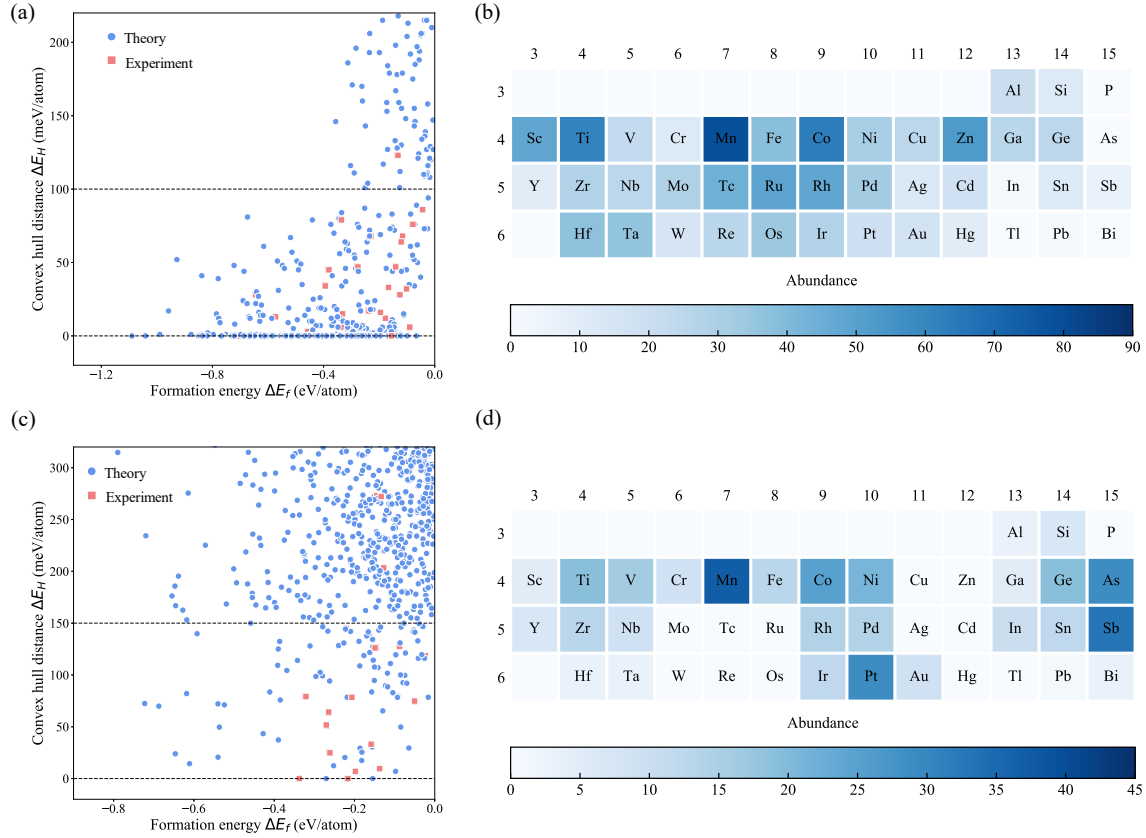 (a)
Convex hull distance ΔE_H (meV/atom)
200
150
100
50
0
Theory
Experiment
−1.2
−0.8
−0.4
0.0
Formation energy ΔE_f (eV/atom)
(b)
3 4 5 6 7 8 9 10 11 12 13 14 15
3 Al Si P
4 Sc Ti V Cr Mn Fe Co Ni Cu Zn Ga Ge As
5 Y Zr Nb Mo Tc Ru Rh Pd Ag Cd In Sn Sb
6 Hf Ta W Re Os Ir Pt Au Hg Tl Pb Bi
Abundance
0 10 20 30 40 50 60 70 80 90
(c)
Convex hull distance ΔE_H (meV/atom)
300
250
200
150
100
50
0
Theory
Experiment
−0.8
−0.6
−0.4
−0.2
0.0
Formation energy ΔE_f (eV/atom)
(d)
3 4 5 6 7 8 9 10 11 12 13 14 15
3 Al Si P
4 Sc Ti V Cr Mn Fe Co Ni Cu Zn Ga Ge As
5 Y Zr Nb Mo Tc Ru Rh Pd Ag Cd In Sn Sb
6 Hf Ta W Re Os Ir Pt Au Hg Tl Pb Bi
Abundance
0 5 10 15 20 25 30 35 40 45